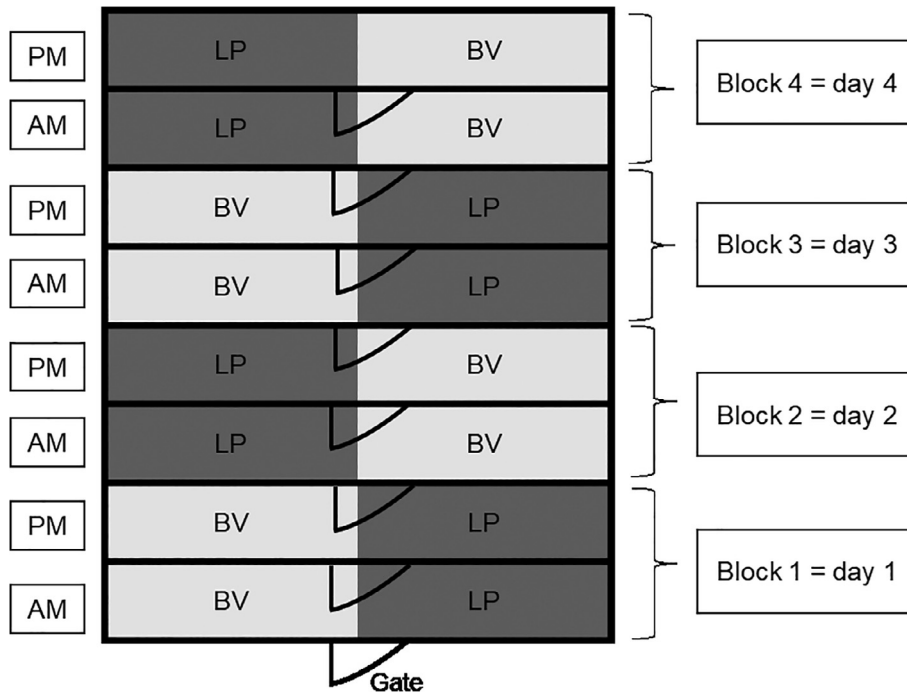 PM LP BV
AM LP BV
Block 4 = day 4
PM BV LP
AM BV LP
Block 3 = day 3
PM LP BV
AM LP BV
Block 2 = day 2
PM BV LP
AM BV LP
Block 1 = day 1
Gate